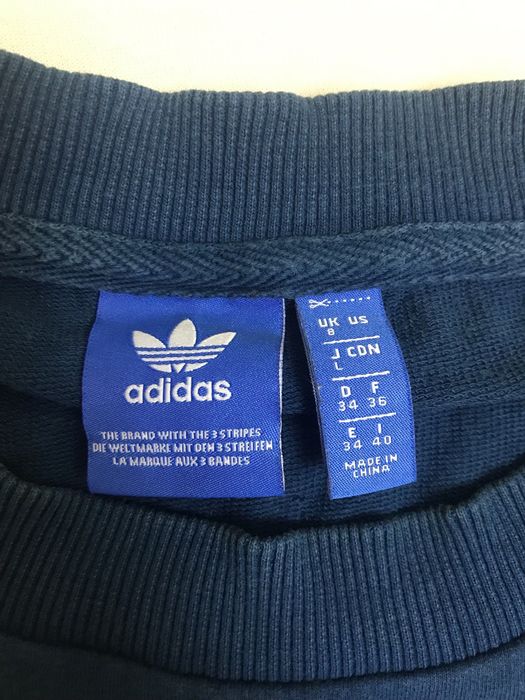 adidas
THE BRAND WITH THE 3 STRIPES
DIE WELTMARKE MIT DEN 3 STREIFEN
LA MARQUE AUX 3 BANDES
UK US
8
J CDN
L
D F
34 36
E I
34 40
MADE IN
CHINA